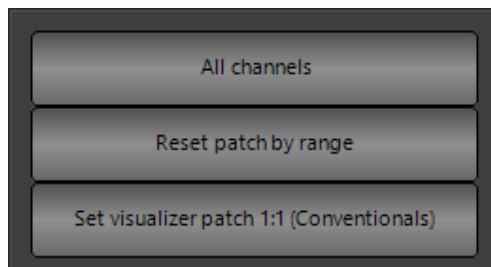 All channels
Reset patch by range
Set visualizer patch 1:1 (Conventionals)